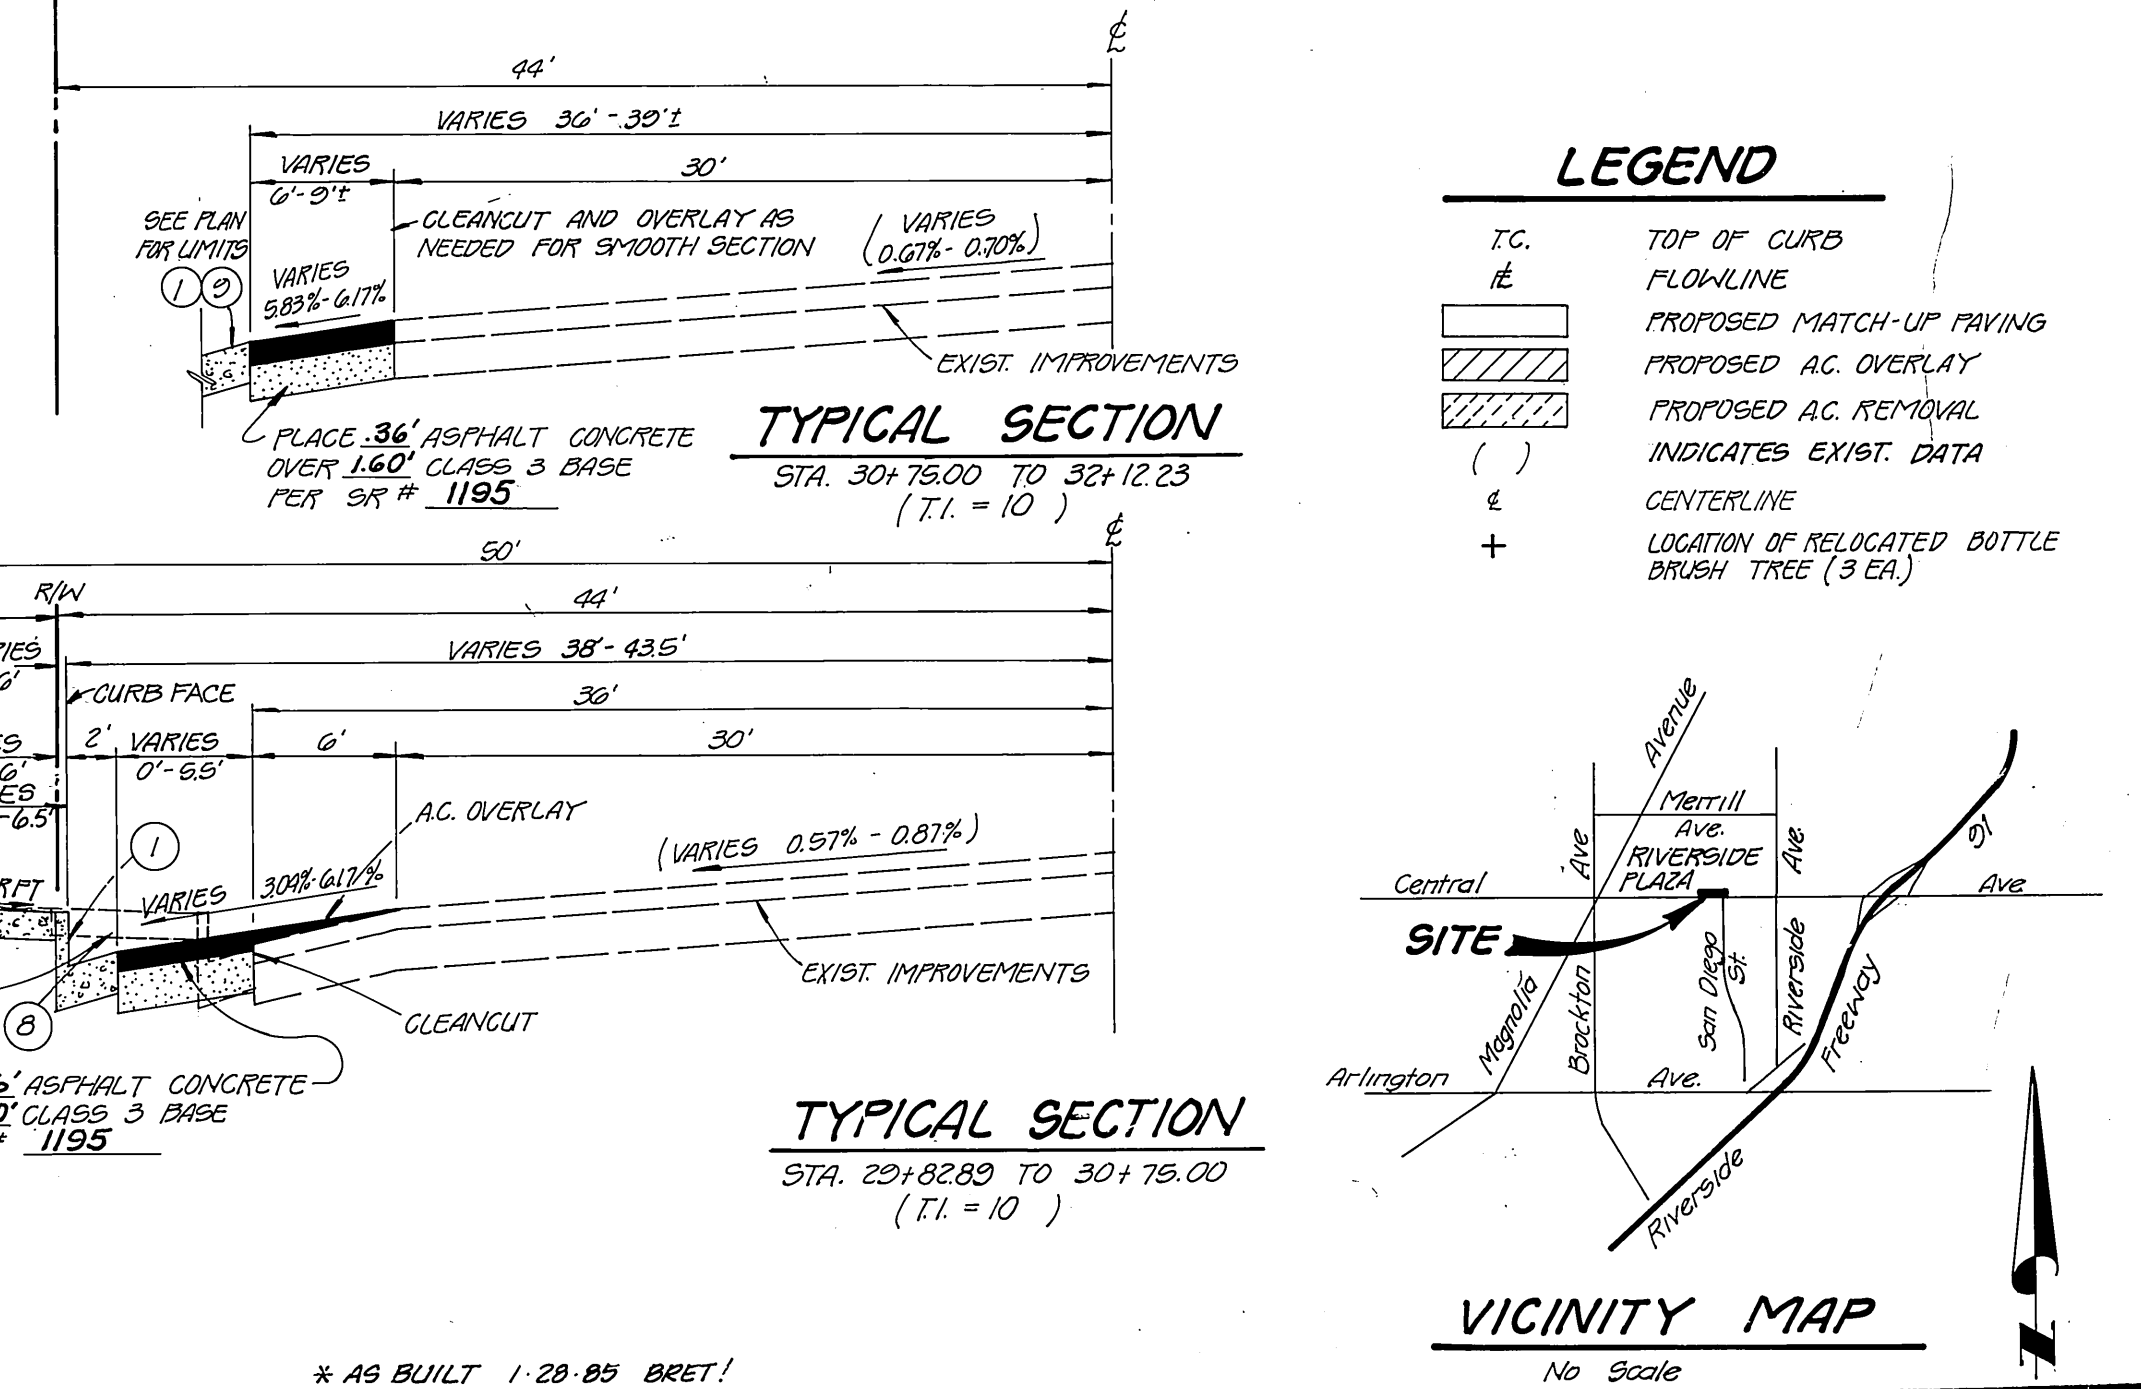 ℄
44'
VARIES 36'-39'±
VARIES
6'-9'±
30'
SEE PLAN
FOR LIMITS
1 9
CLEANCUT AND OVERLAY AS
NEEDED FOR SMOOTH SECTION
( VARIES
0.67%-0.70%)
VARIES
5.83%-6.17%
EXIST. IMPROVEMENTS
PLACE .36' ASPHALT CONCRETE
OVER 1.60' CLASS 3 BASE
PER SR # 1195
TYPICAL SECTION
STA. 30+75.00 TO 32+12.23
(T.I. = 10 )
℄
50'
R/W
44'
VARIES 38'-43.5'
CURB FACE
36'
2'
VARIES
0'-5.5'
6'
30'
-6.5'
A.C. OVERLAY
1
(VARIES 0.57% - 0.87%)
VARIES 3.04%-6.17%
EXIST. IMPROVEMENTS
8
CLEANCUT
ASPHALT CONCRETE
CLASS 3 BASE
1195
TYPICAL SECTION
STA. 29+82.89 TO 30+75.00
(T.I. = 10 )
* AS BUILT 1·28·85 BRET!
LEGEND
T.C. TOP OF CURB
FL FLOWLINE
PROPOSED MATCH-UP PAVING
PROPOSED A.C. OVERLAY
PROPOSED A.C. REMOVAL
( ) INDICATES EXIST. DATA
℄ CENTERLINE
+ LOCATION OF RELOCATED BOTTLE
BRUSH TREE (3 EA.)
Avenue
Merrill
Ave.
Ave
RIVERSIDE
PLAZA
Ave.
91
Central
Ave
SITE
San Diego
St.
Riverside
Magnolia
Brockton
Freeway
Arlington
Ave.
Riverside
VICINITY MAP
No Scale
N